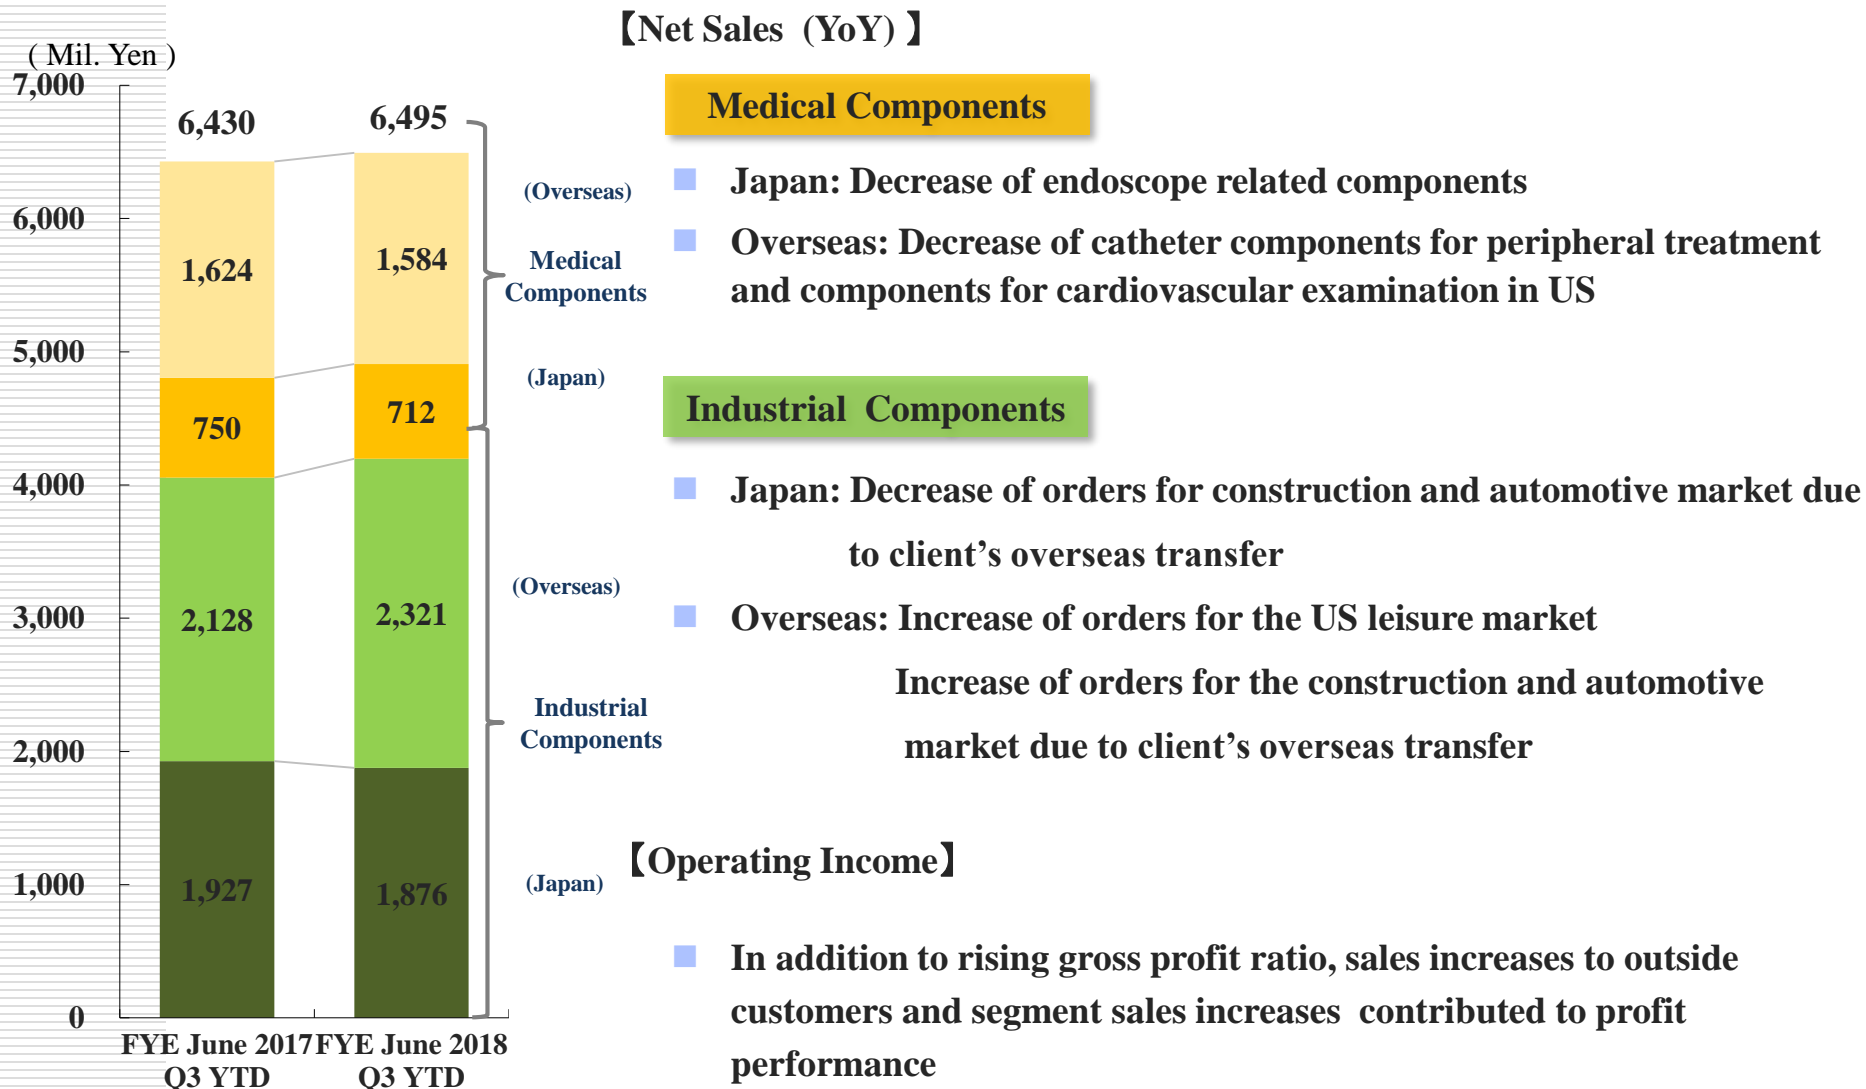 【Net Sales (YoY) 】
( Mil. Yen )
7,000
6,000
5,000
4,000
3,000
2,000
1,000
0
6,430
6,495
1,624
1,584
750
712
2,128
2,321
1,927
1,876
FYE June 2017
Q3 YTD
FYE June 2018
Q3 YTD
(Overseas)
Medical
Components
(Japan)
(Overseas)
Industrial
Components
(Japan)
Medical Components
Japan: Decrease of endoscope related components
Overseas: Decrease of catheter components for peripheral treatment
and components for cardiovascular examination in US
Industrial Components
Japan: Decrease of orders for construction and automotive market due
to client’s overseas transfer
Overseas: Increase of orders for the US leisure market
Increase of orders for the construction and automotive
market due to client’s overseas transfer
【Operating Income】
In addition to rising gross profit ratio, sales increases to outside
customers and segment sales increases contributed to profit
performance